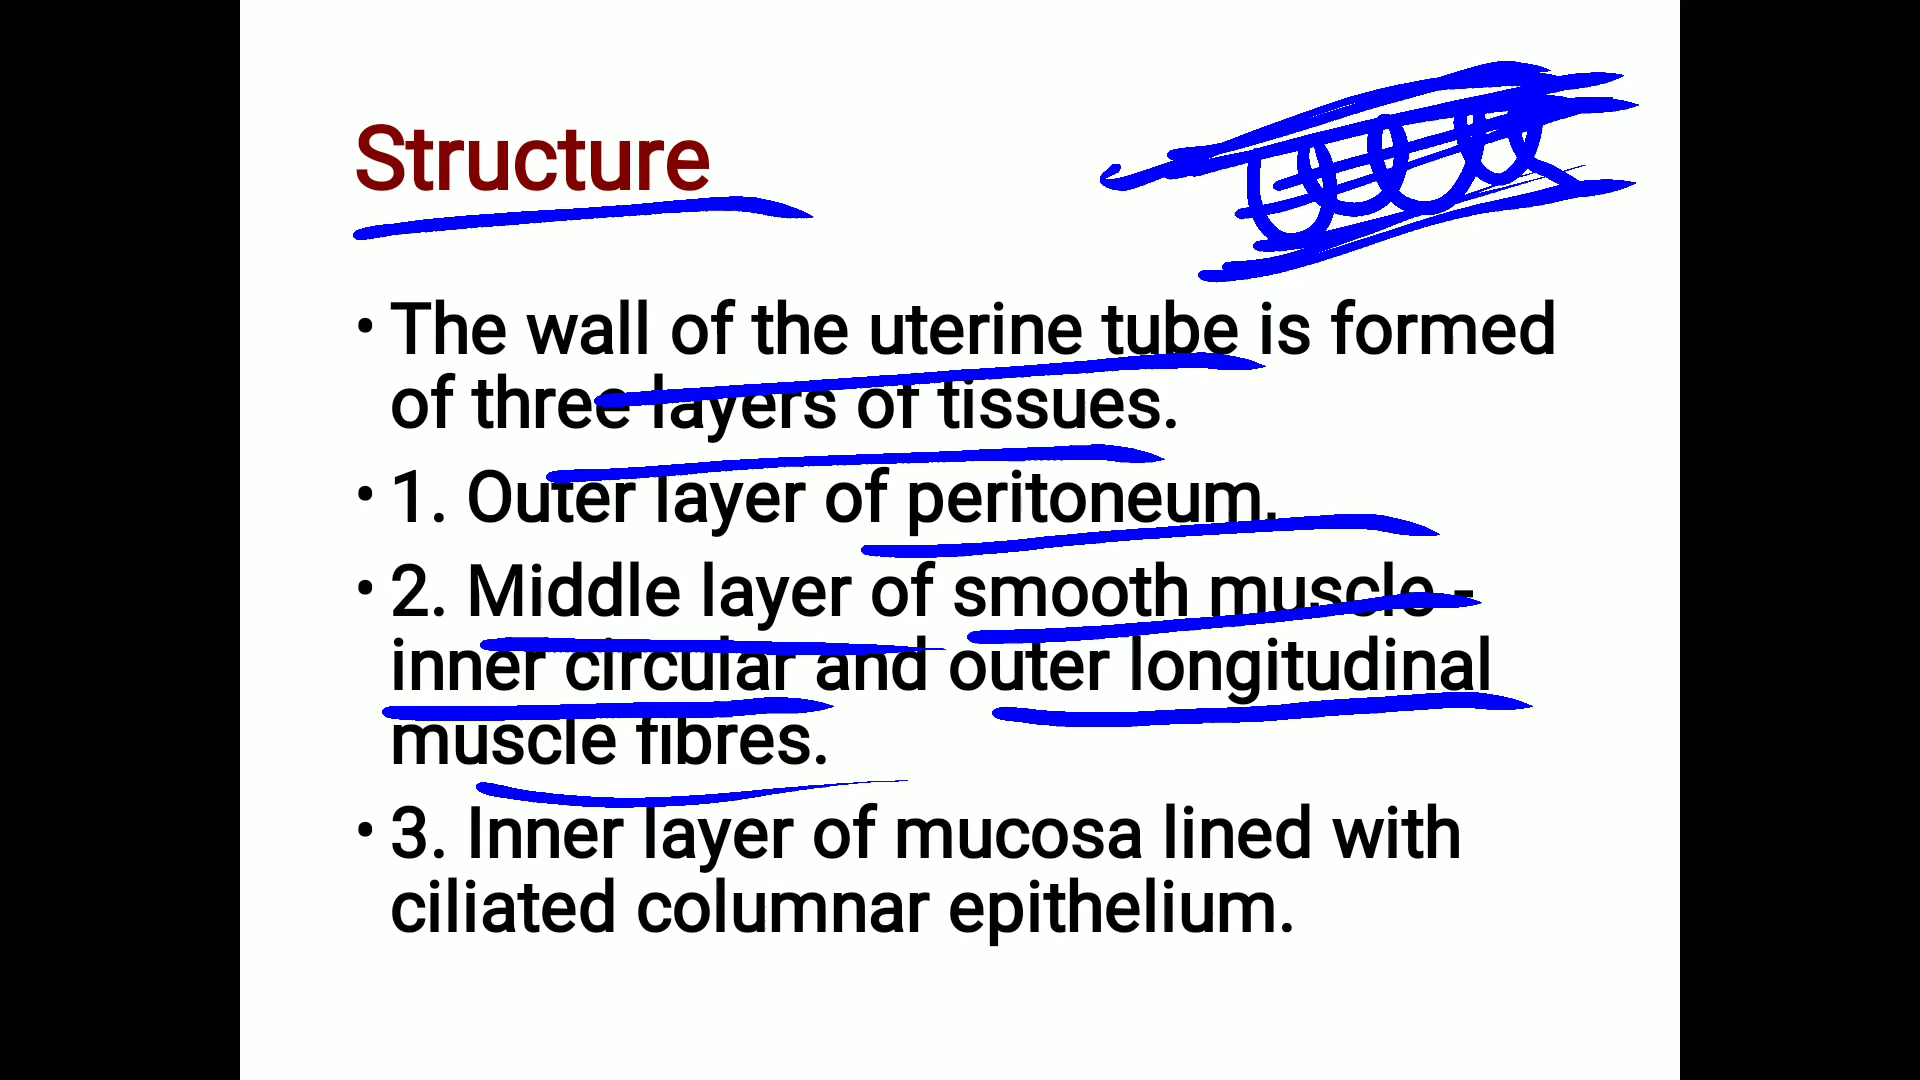 Structure
• The wall of the uterine tube is formed
of three layers of tissues.
• 1. Outer layer of peritoneum.
• 2. Middle layer of smooth muscle -
inner circular and outer longitudinal
muscle fibres.
• 3. Inner layer of mucosa lined with
ciliated columnar epithelium.